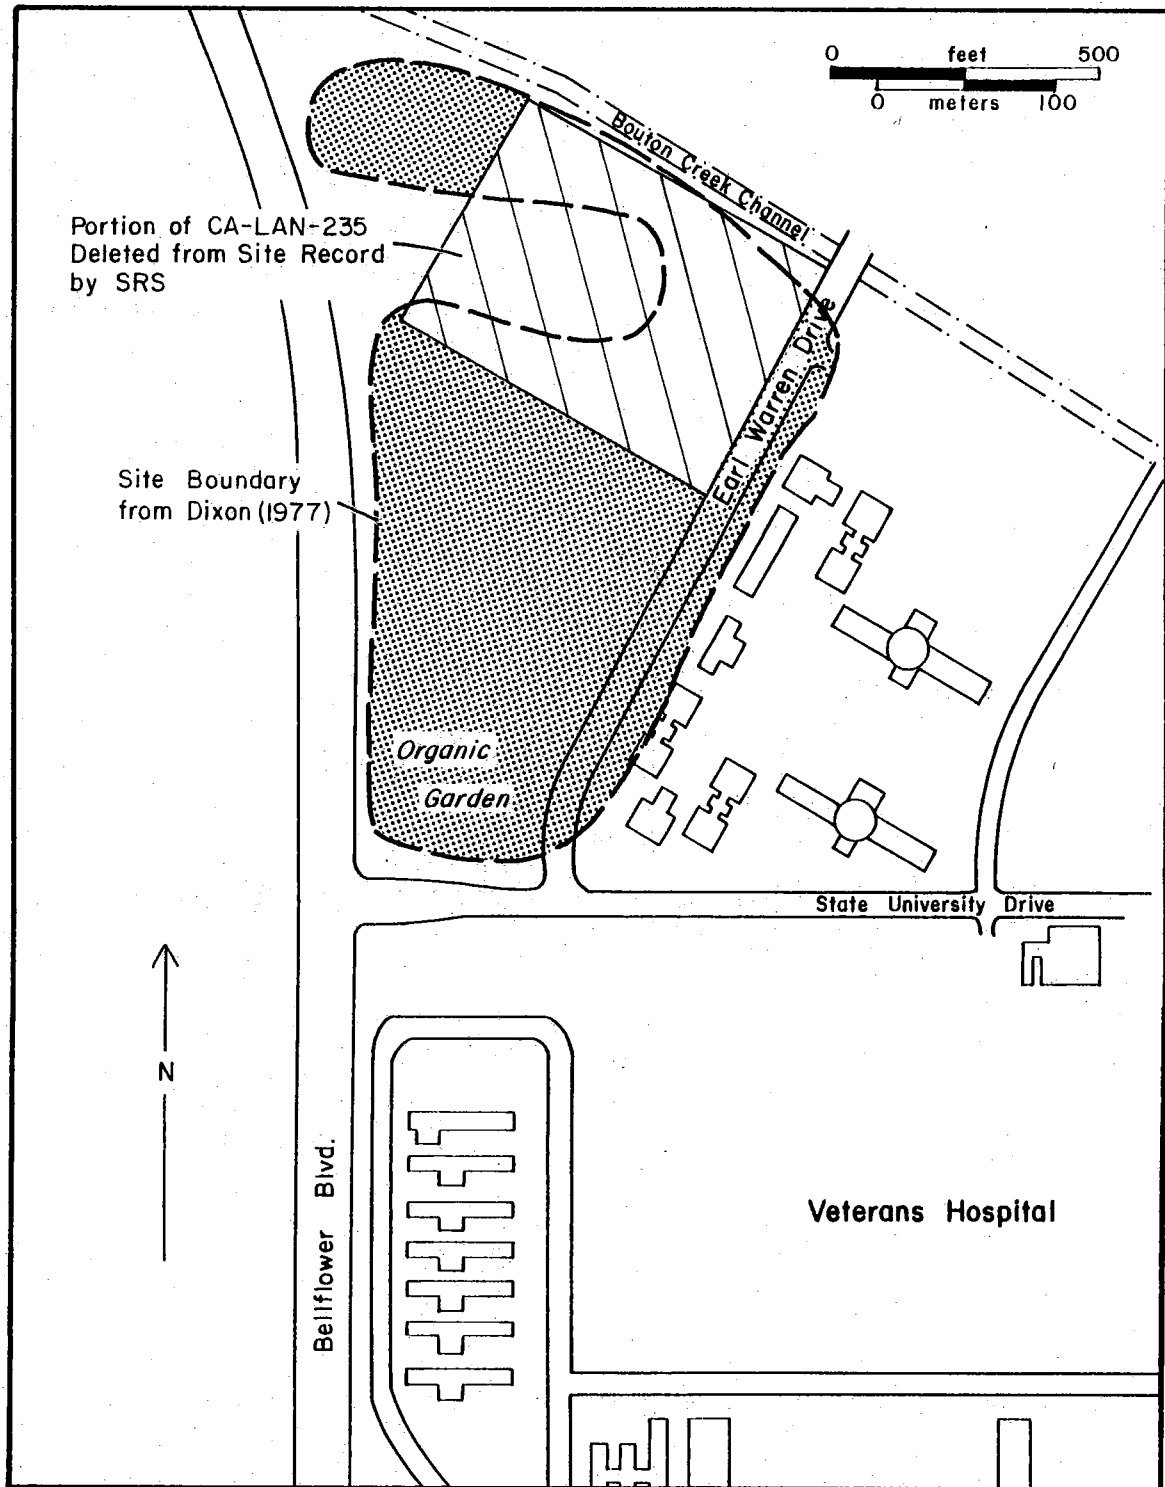 0 feet 500
0 meters 100
Bouton Creek Channel
Portion of CA-LAN-235
Deleted from Site Record
by SRS
Earl Warren Drive
Site Boundary
from Dixon (1977)
Organic
Garden
State University Drive
N
Bellflower Blvd.
Veterans Hospital